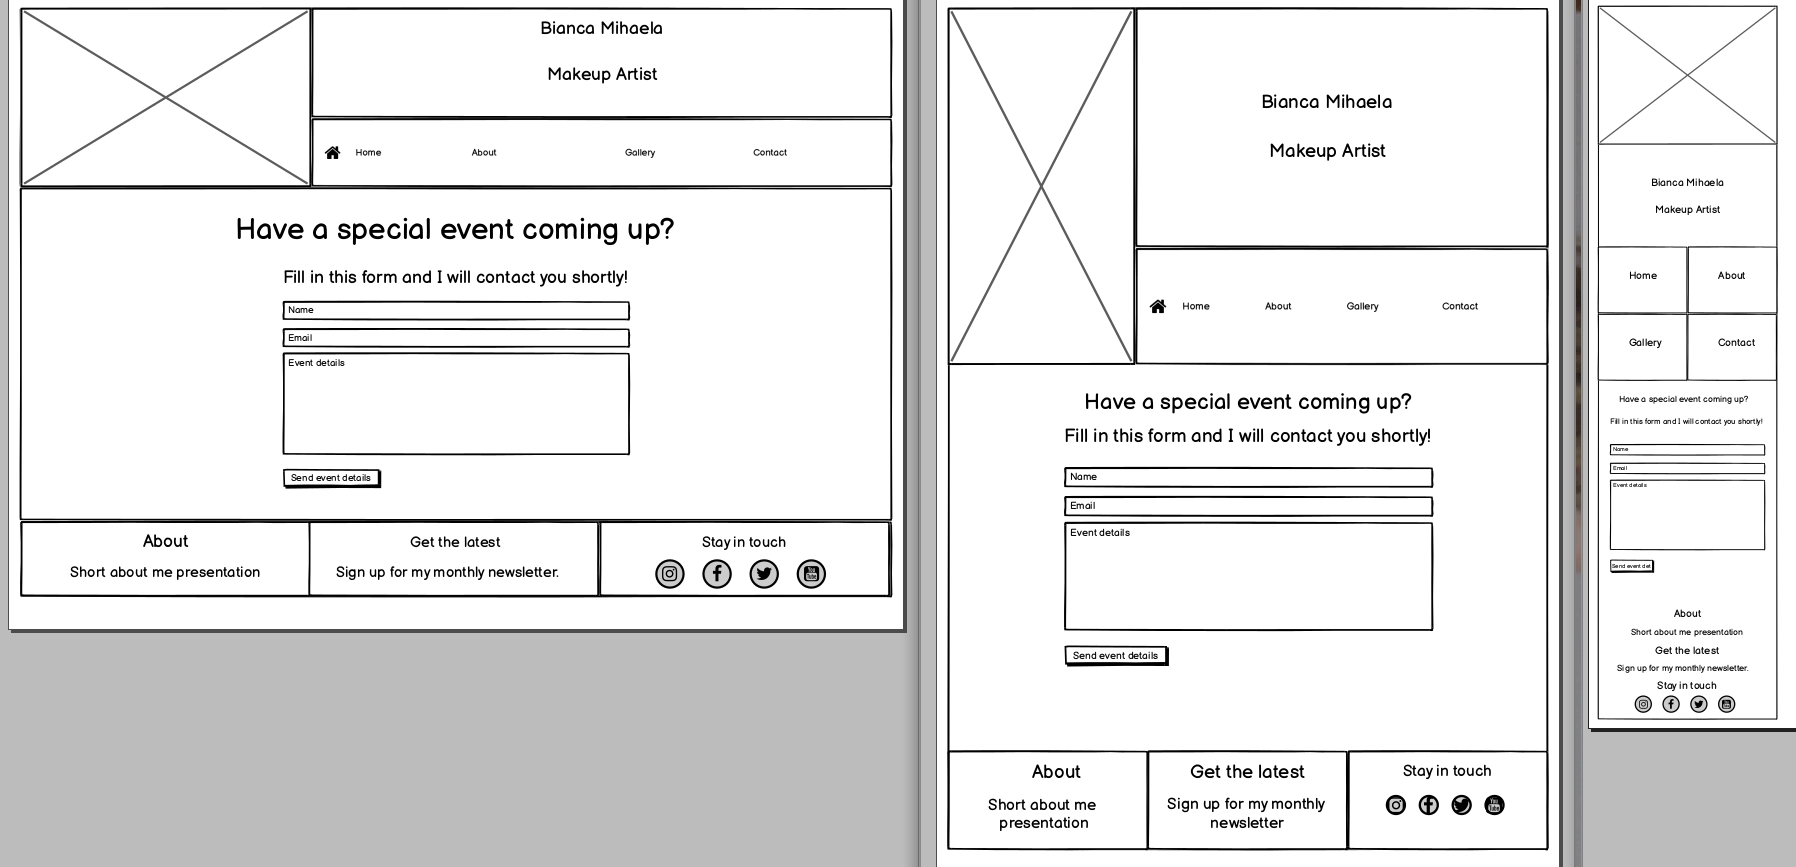 Bianca Mihaela
Makeup Artist
Home About Gallery Contact
Have a special event coming up?
Fill in this form and I will contact you shortly!
Name
Email
Event details
Send event details
About
Short about me presentation
Get the latest
Sign up for my monthly newsletter.
Stay in touch
You
Tube
Bianca Mihaela
Makeup Artist
Home About Gallery Contact
Have a special event coming up?
Fill in this form and I will contact you shortly!
Name
Email
Event details
Send event details
About
Short about me
presentation
Get the latest
Sign up for my monthly
newsletter
Stay in touch
You
Tube
Bianca Mihaela
Makeup Artist
Home About
Gallery Contact
Have a special event coming up?
Fill in this form and I will contact you shortly!
Name
Email
Event details
Send event det
About
Short about me presentation
Get the latest
Sign up for my monthly newsletter.
Stay in touch